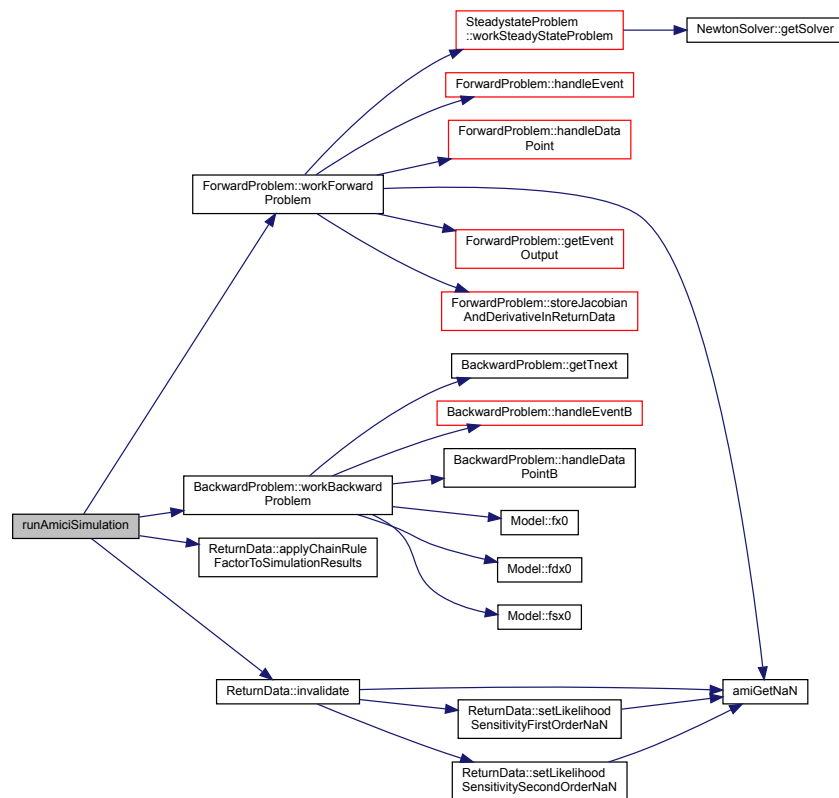 SteadystateProblem
::workSteadyStateProblem
NewtonSolver::getSolver
ForwardProblem::handleEvent
ForwardProblem::handleData
Point
ForwardProblem::workForward
Problem
ForwardProblem::getEvent
Output
ForwardProblem::storeJacobian
AndDerivativeInReturnData
BackwardProblem::getTnext
BackwardProblem::handleEventB
BackwardProblem::handleData
PointB
BackwardProblem::workBackward
Problem
Model::fx0
runAmiciSimulation
ReturnData::applyChainRule
FactorToSimulationResults
Model::fdx0
Model::fsx0
ReturnData::invalidate
amiGetNaN
ReturnData::setLikelihood
SensitivityFirstOrderNaN
ReturnData::setLikelihood
SensitivitySecondOrderNaN